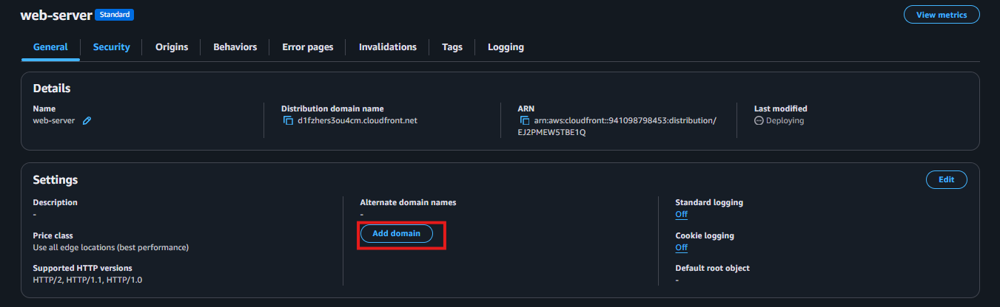 web-server Standard
View metrics
General Security Origins Behaviors Error pages Invalidations Tags Logging
Details
Name
web-server
Distribution domain name
d1fzhers3ou4cm.cloudfront.net
ARN
arn:aws:cloudfront::941098798453:distribution/
EJ2PMEW5TBE1Q
Last modified
Deploying
Settings
Edit
Description
-
Price class
Use all edge locations (best performance)
Supported HTTP versions
HTTP/2, HTTP/1.1, HTTP/1.0
Alternate domain names
-
Add domain
Standard logging
Off
Cookie logging
Off
Default root object
-